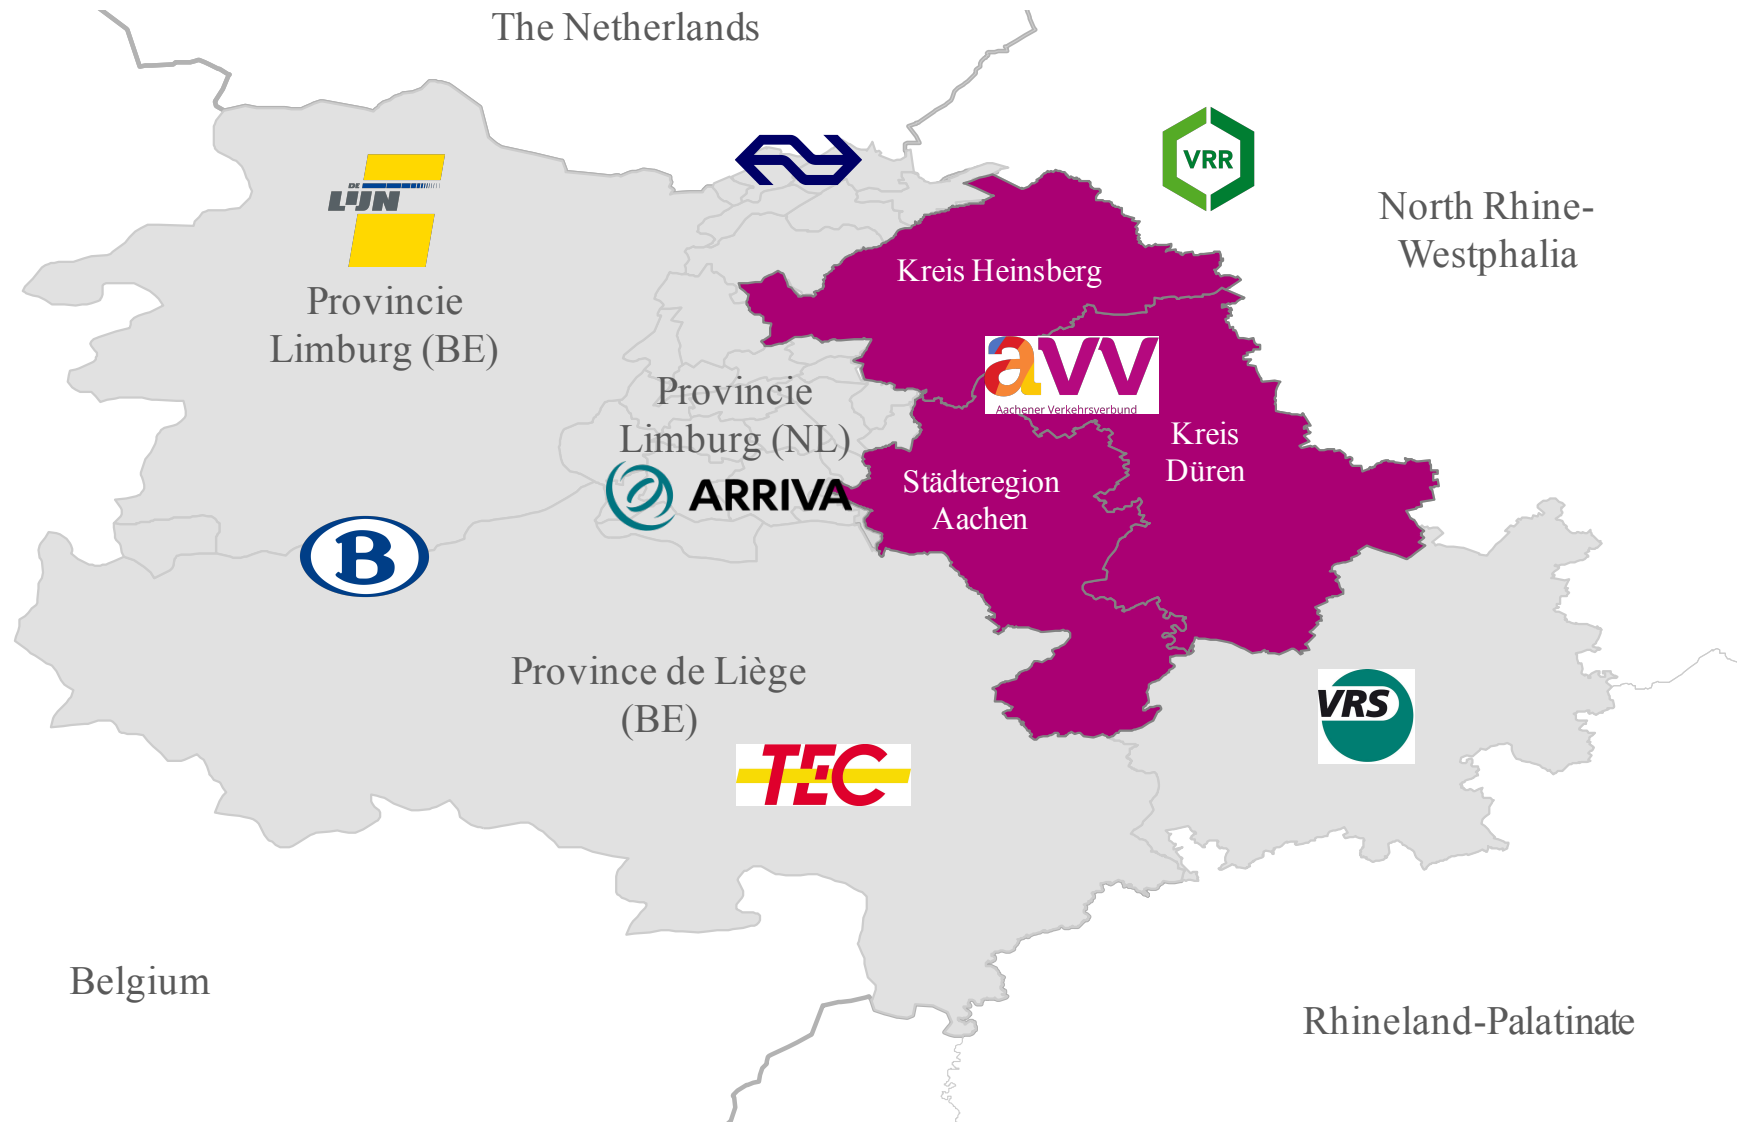 The Netherlands
VRR
DE
LIJN
North Rhine-
Westphalia
Kreis Heinsberg
Provincie
Limburg (BE)
avv
Aachener Verkehrsverbund
Provincie
Limburg (NL)
Kreis
Düren
ARRIVA
Städteregion
Aachen
B
Province de Liège
(BE)
VRS
TEC
Belgium
Rhineland-Palatinate